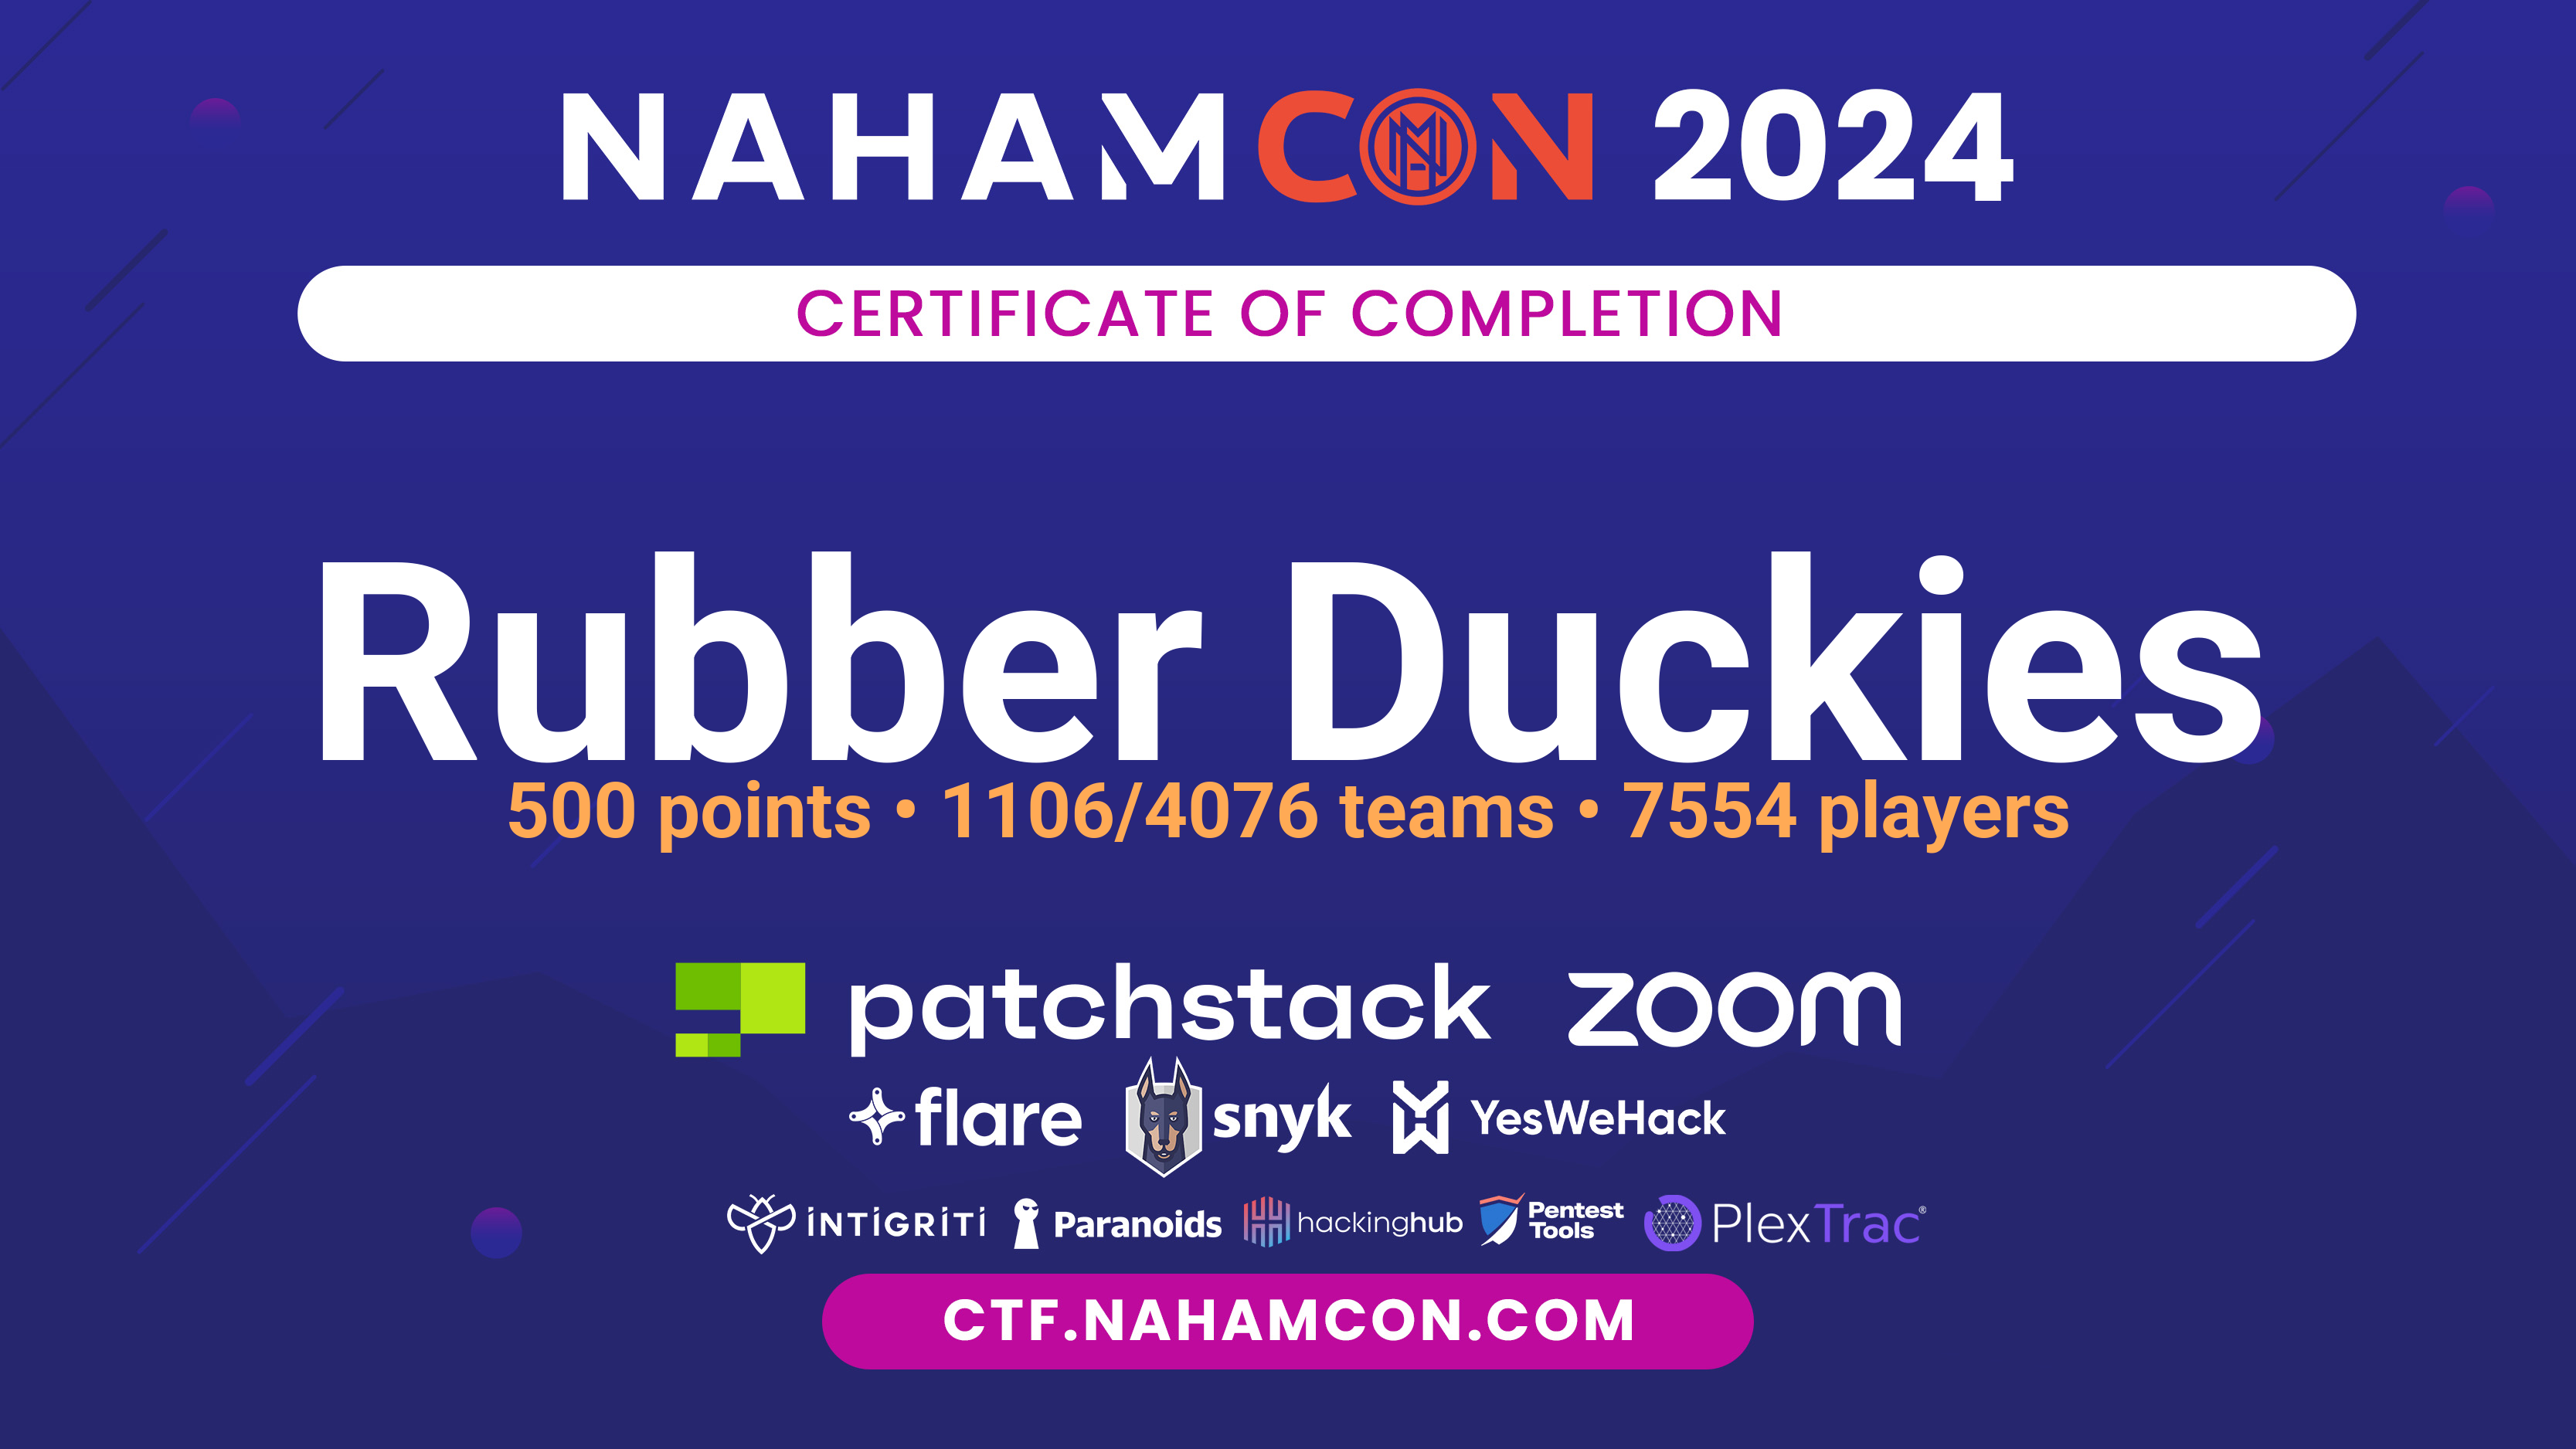 NAHAMCON 2024
CERTIFICATE OF COMPLETION
Rubber Duckies
500 points • 1106/4076 teams • 7554 players
patchstack zoom
flare snyk YesWeHack
INTIGRITI Paranoids hackinghub Pentest Tools PlexTrac®
CTF.NAHAMCON.COM